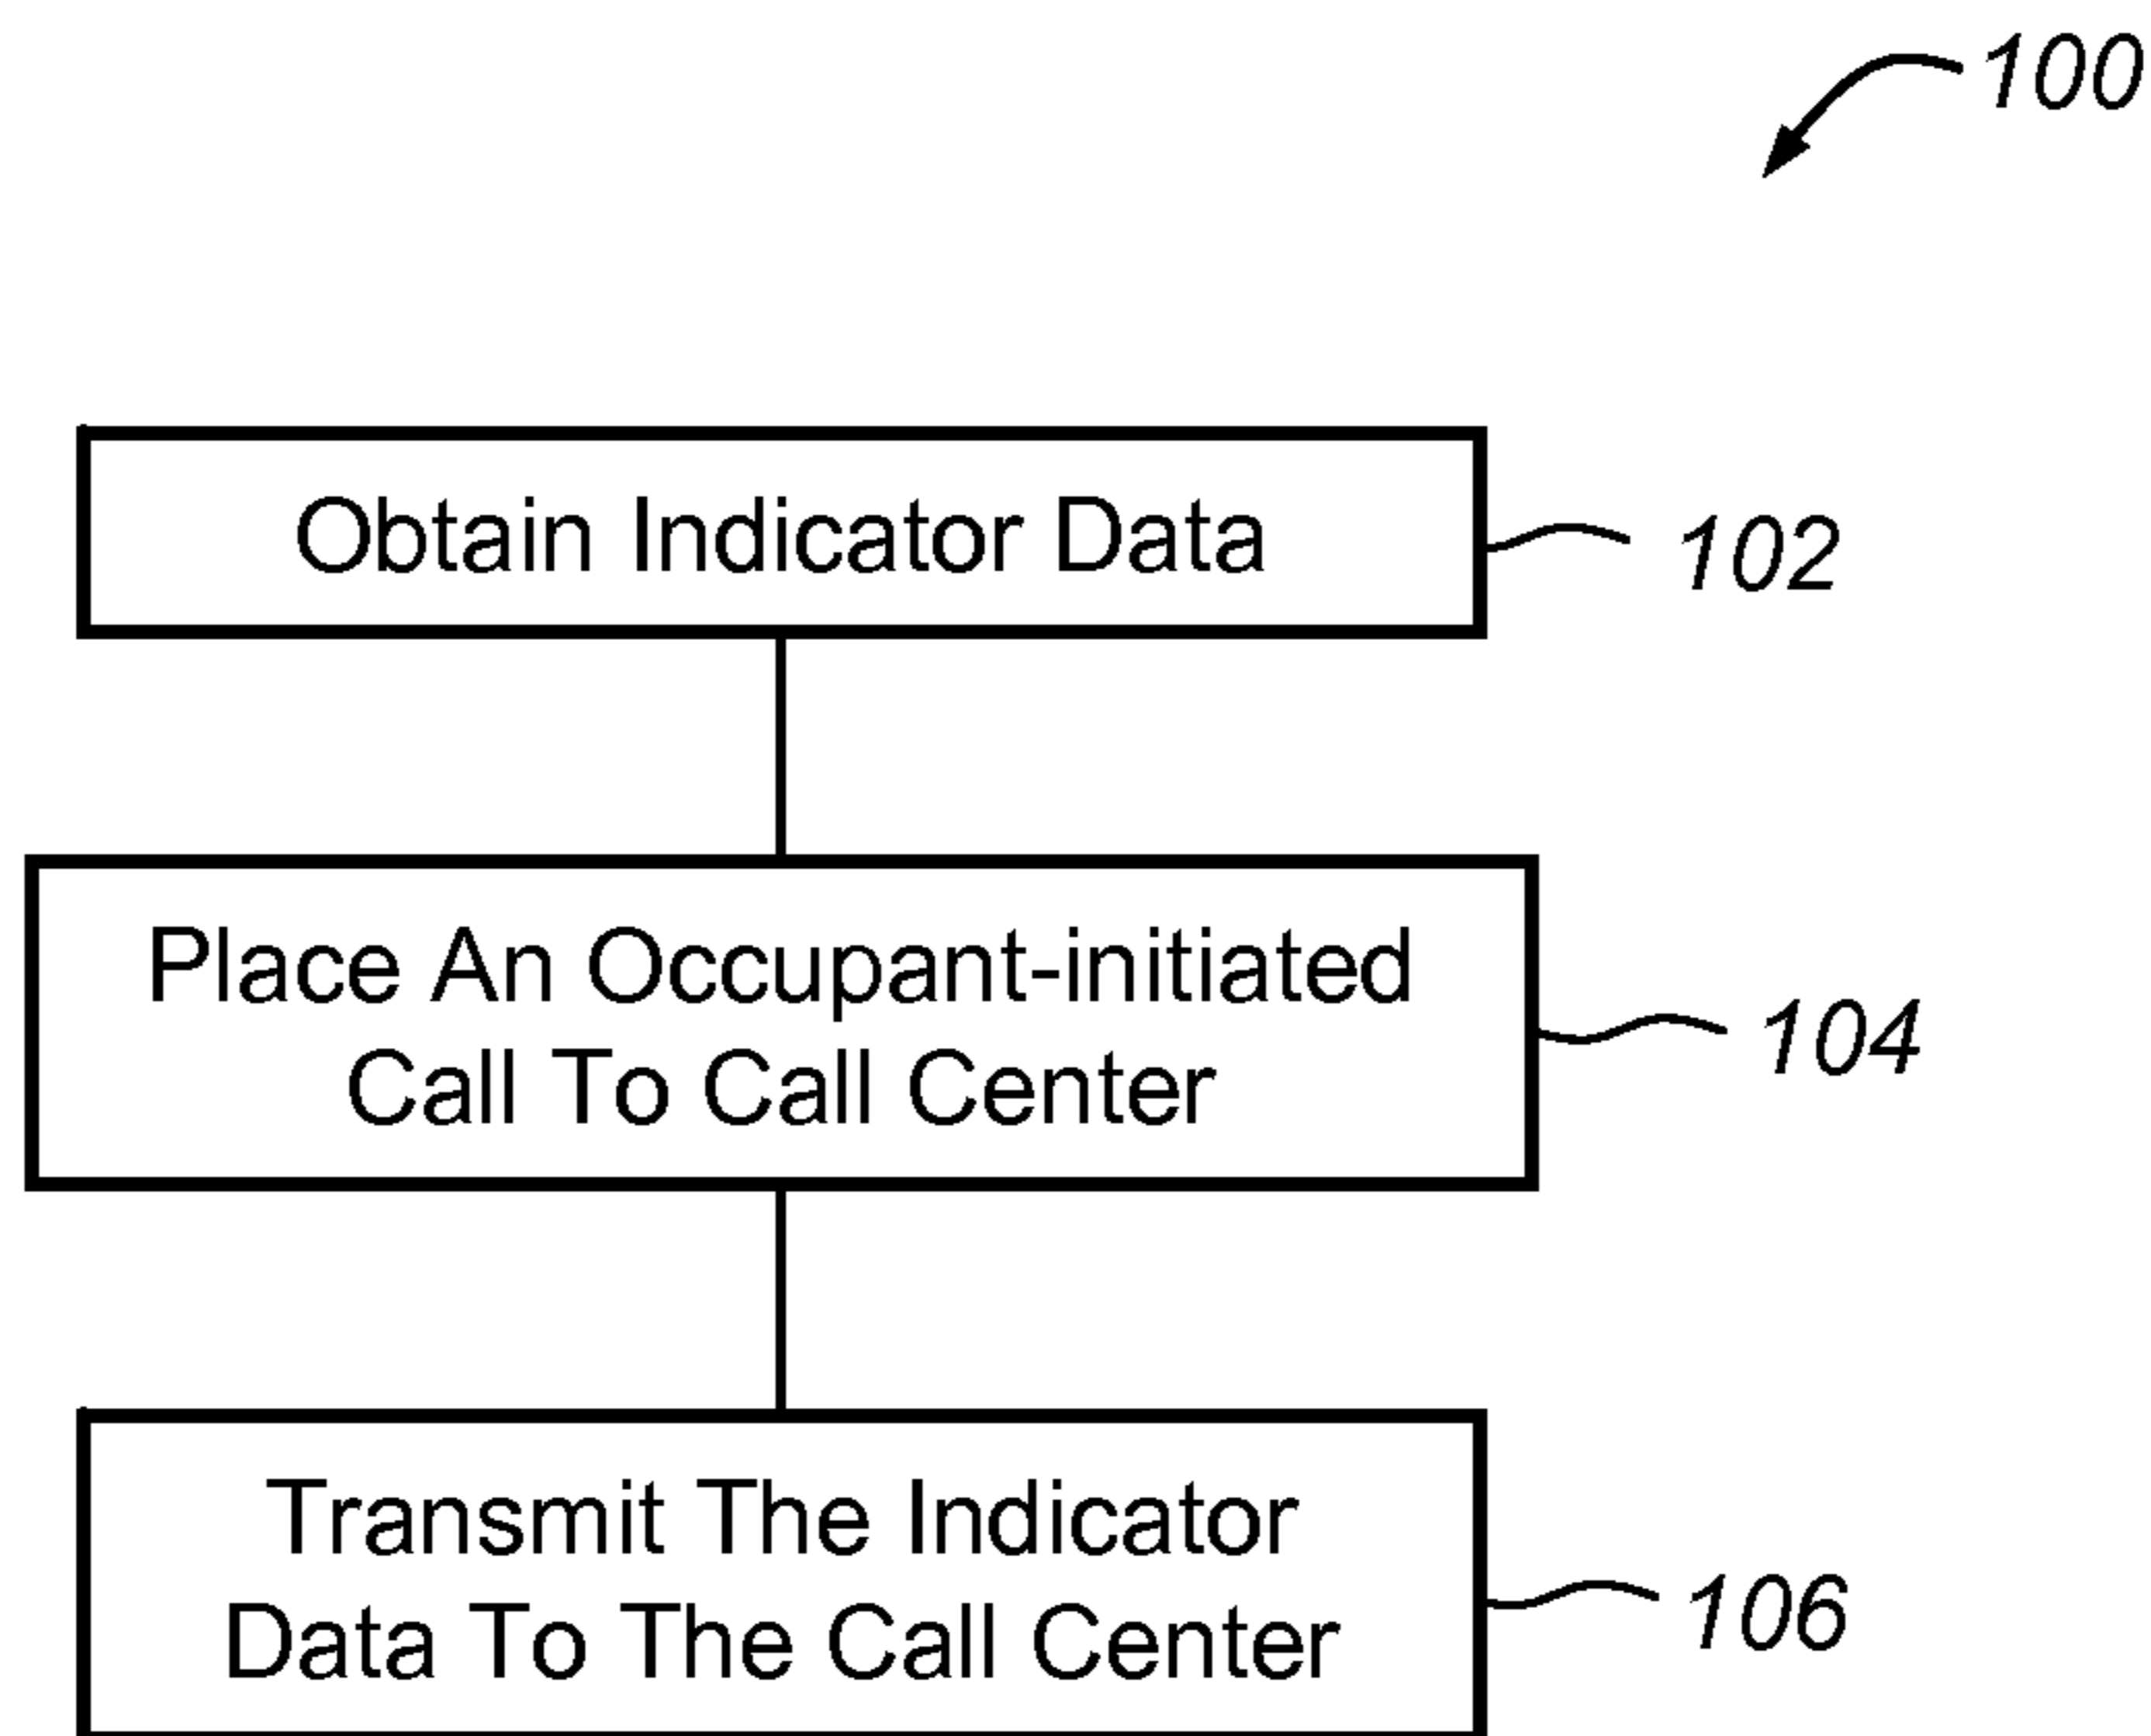 100
Obtain Indicator Data
102
Place An Occupant-initiated
Call To Call Center
104
Transmit The Indicator
Data To The Call Center
106